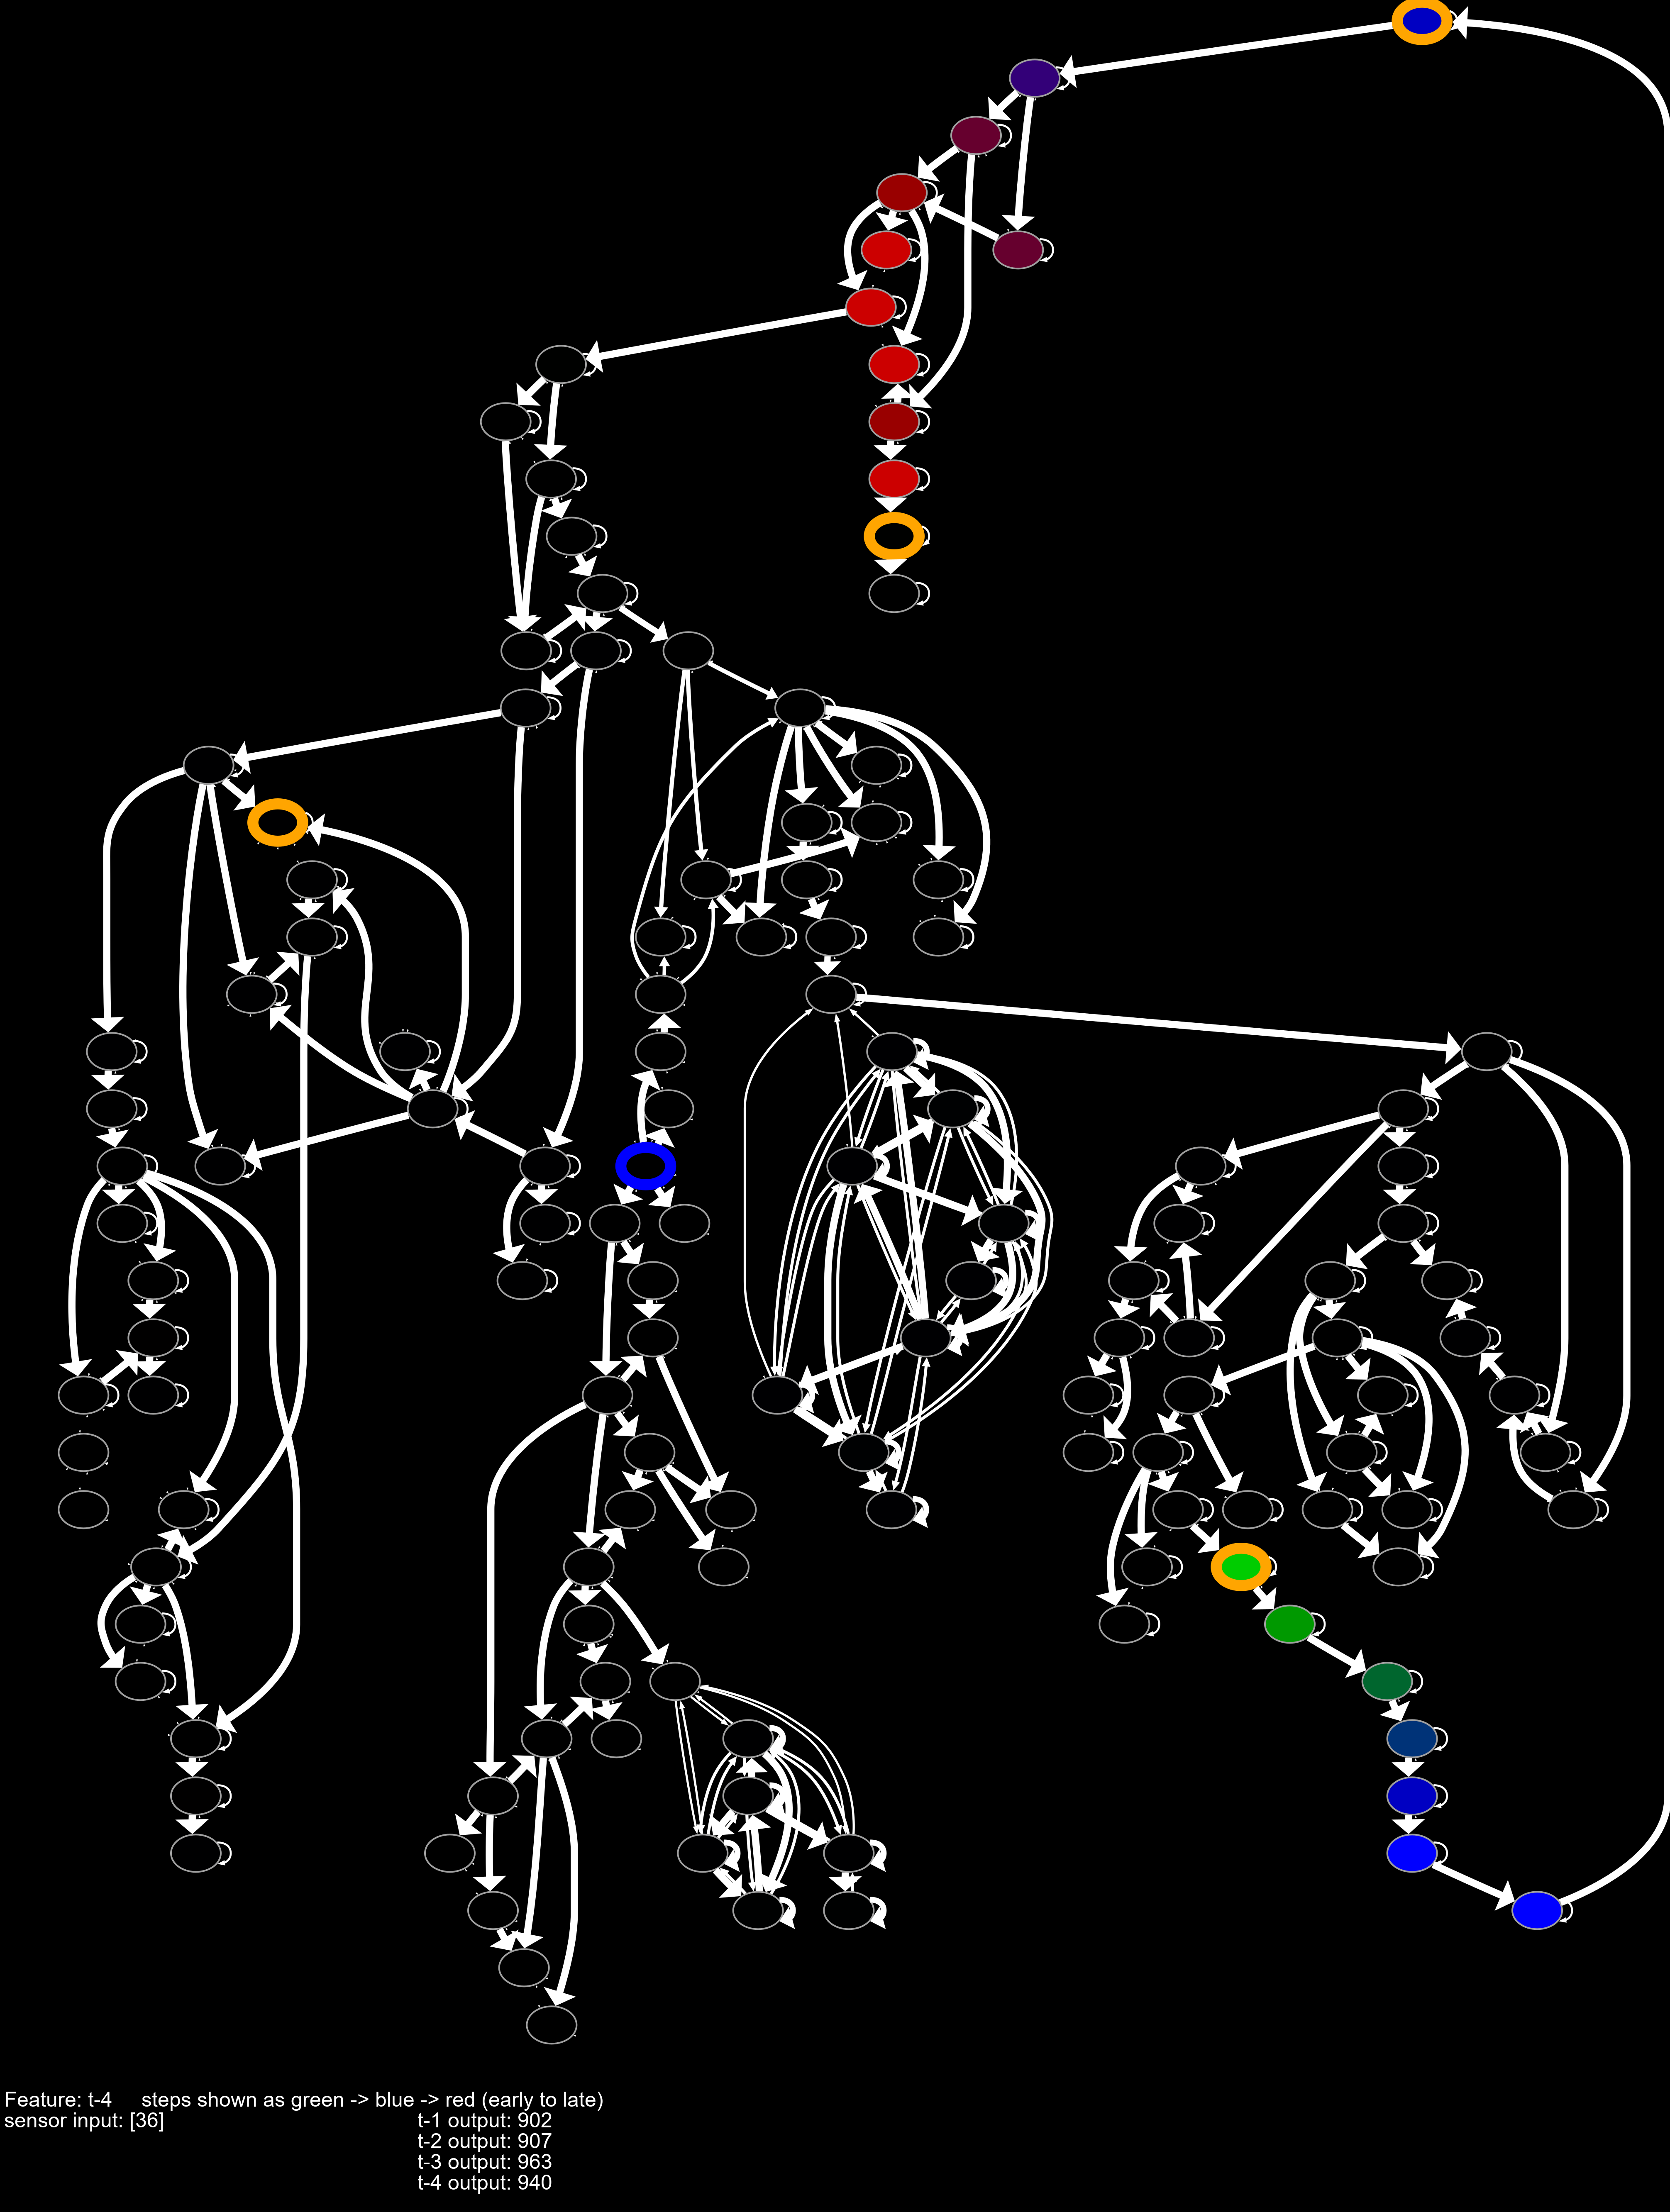 Feature: t-4 steps shown as green -> blue -> red (early to late)
sensor input: [36] t-1 output: 902
t-2 output: 907
t-3 output: 963
t-4 output: 940